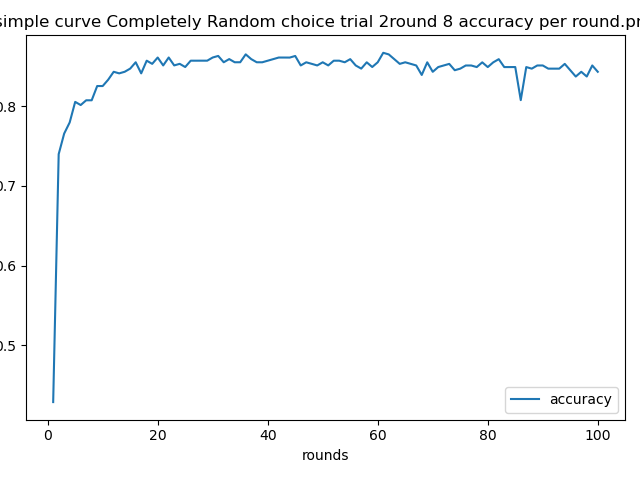 simple curve Completely Random choice trial 2round 8 accuracy per round.pr
0.8
0.7
0.6
0.5
0 20 40 60 80 100
rounds
accuracy